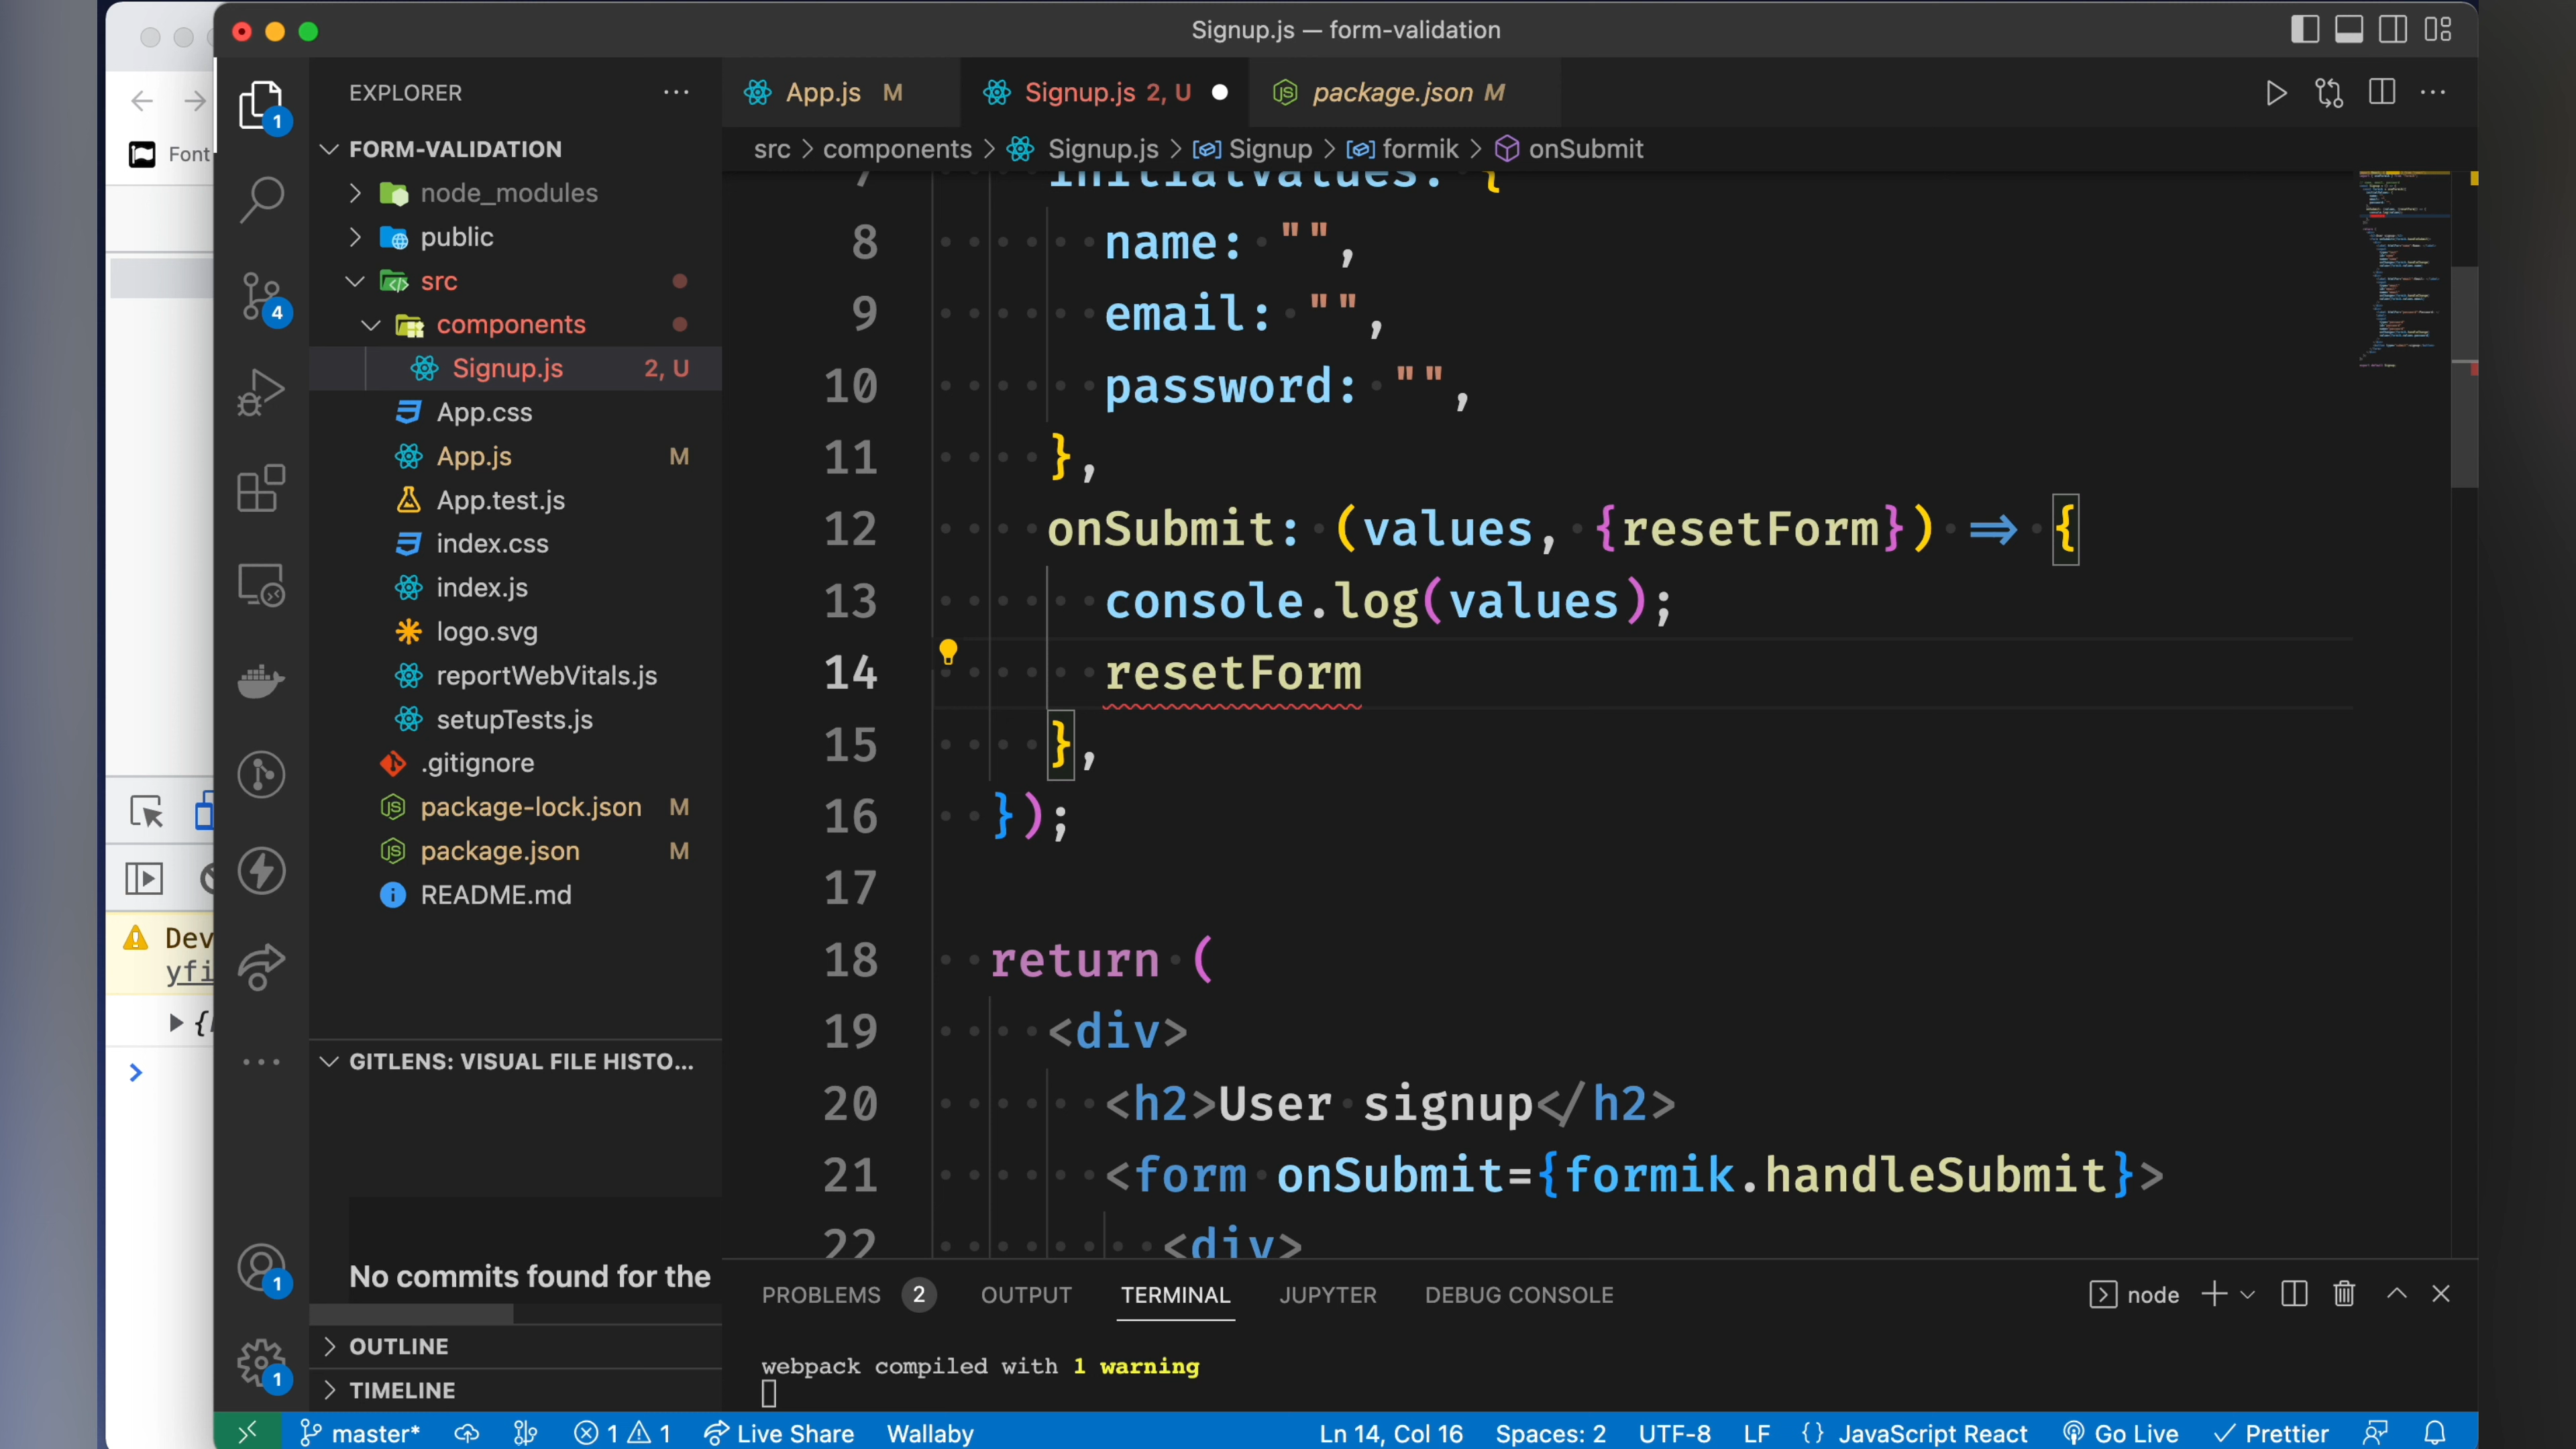 Signup.js — form-validation
Font
EXPLORER
FORM-VALIDATION
node_modules
public
src
components
Signup.js 2, U
App.css
App.js M
App.test.js
index.css
index.js
logo.svg
reportWebVitals.js
setupTests.js
.gitignore
package-lock.json M
package.json M
README.md
GITLENS: VISUAL FILE HISTO...
No commits found for the
OUTLINE
TIMELINE
1
4
1
1
Dev
yfi
{
App.js M
Signup.js 2, U
package.json M
src > components > Signup.js > Signup > formik > onSubmit
7 initialValues: {
8 name: "",
9 email: "",
10 password: "",
11 },
12 onSubmit: (values, {resetForm}) => {
13 console.log(values);
14 resetForm
15 },
16 });
17
18 return (
19 <div>
20 <h2>User signup</h2>
21 <form onSubmit={formik.handleSubmit}>
22 <div>
PROBLEMS 2 OUTPUT TERMINAL JUPYTER DEBUG CONSOLE
node
webpack compiled with 1 warning
master* 1 1 Live Share Wallaby Ln 14, Col 16 Spaces: 2 UTF-8 LF {} JavaScript React Go Live Prettier